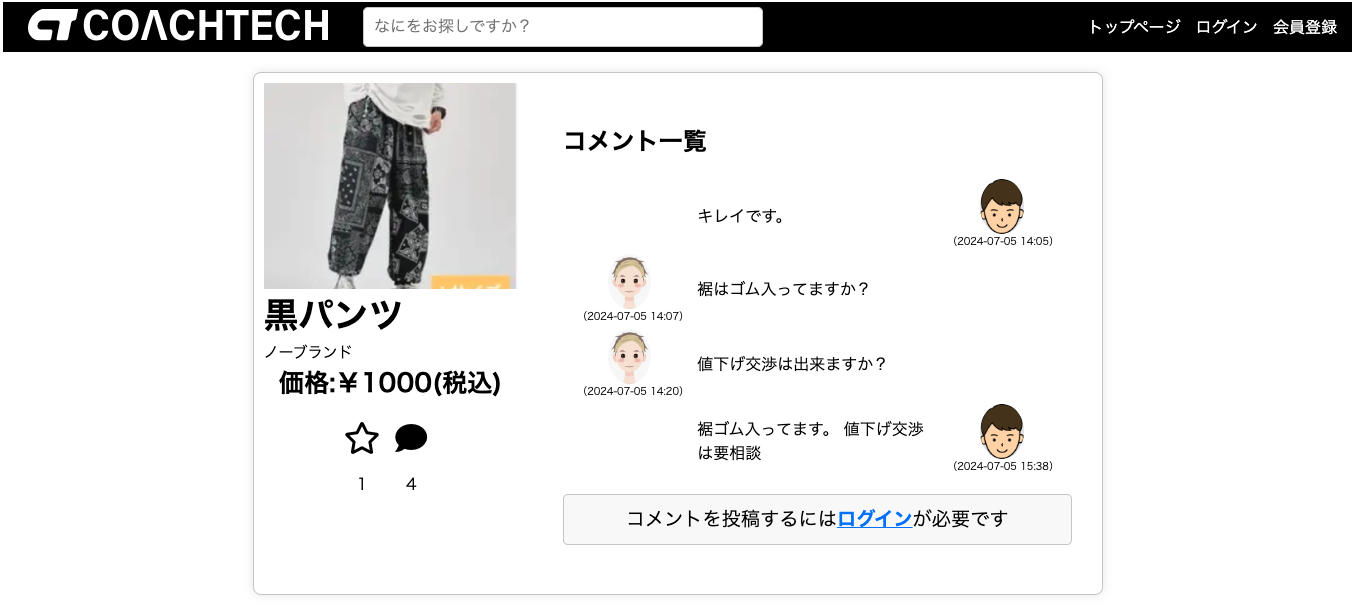 COACHTECH
なにをお探しですか？
トップページ ログイン 会員登録
黒パンツ
ノーブランド
価格:￥1000(税込)
1 4
コメント一覧
キレイです。
(2024-07-05 14:05)
裾はゴム入ってますか？
(2024-07-05 14:07)
値下げ交渉は出来ますか？
(2024-07-05 14:20)
裾ゴム入ってます。 値下げ交渉
は要相談
(2024-07-05 15:38)
コメントを投稿するにはログインが必要です